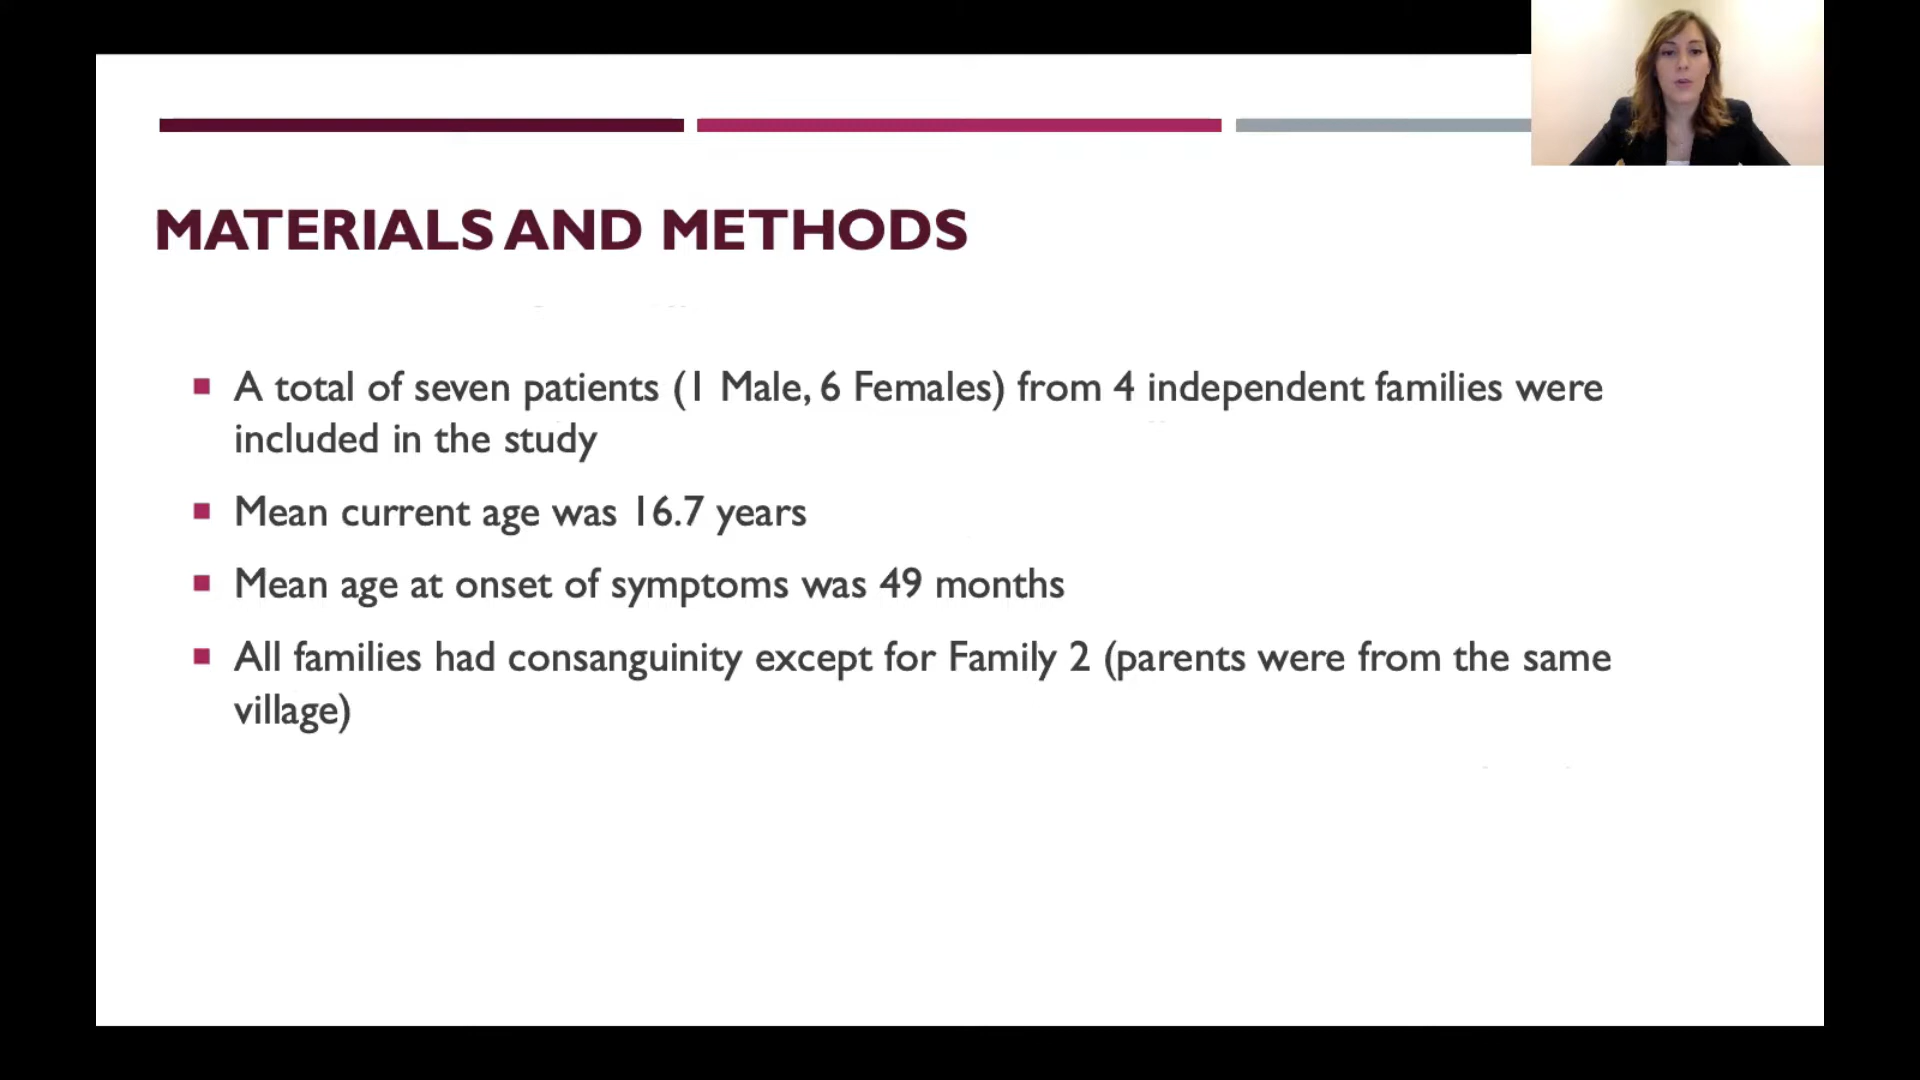 MATERIALS AND METHODS
A total of seven patients (1 Male, 6 Females) from 4 independent families were
included in the study
Mean current age was 16.7 years
Mean age at onset of symptoms was 49 months
All families had consanguinity except for Family 2 (parents were from the same
village)